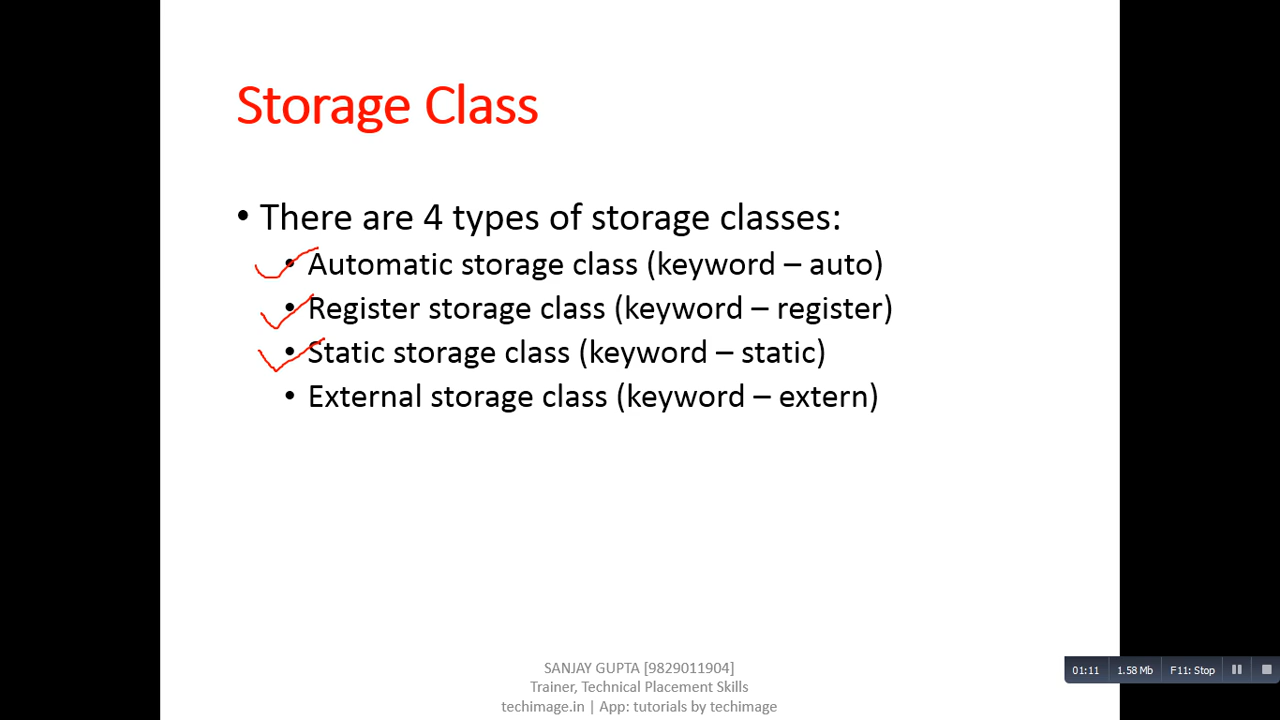 Storage Class
• There are 4 types of storage classes:
• Automatic storage class (keyword – auto)
• Register storage class (keyword – register)
• Static storage class (keyword – static)
• External storage class (keyword – extern)
SANJAY GUPTA [9829011904]
Trainer, Technical Placement Skills
techimage.in | App: tutorials by techimage
01:11 1.58 Mb F11: Stop